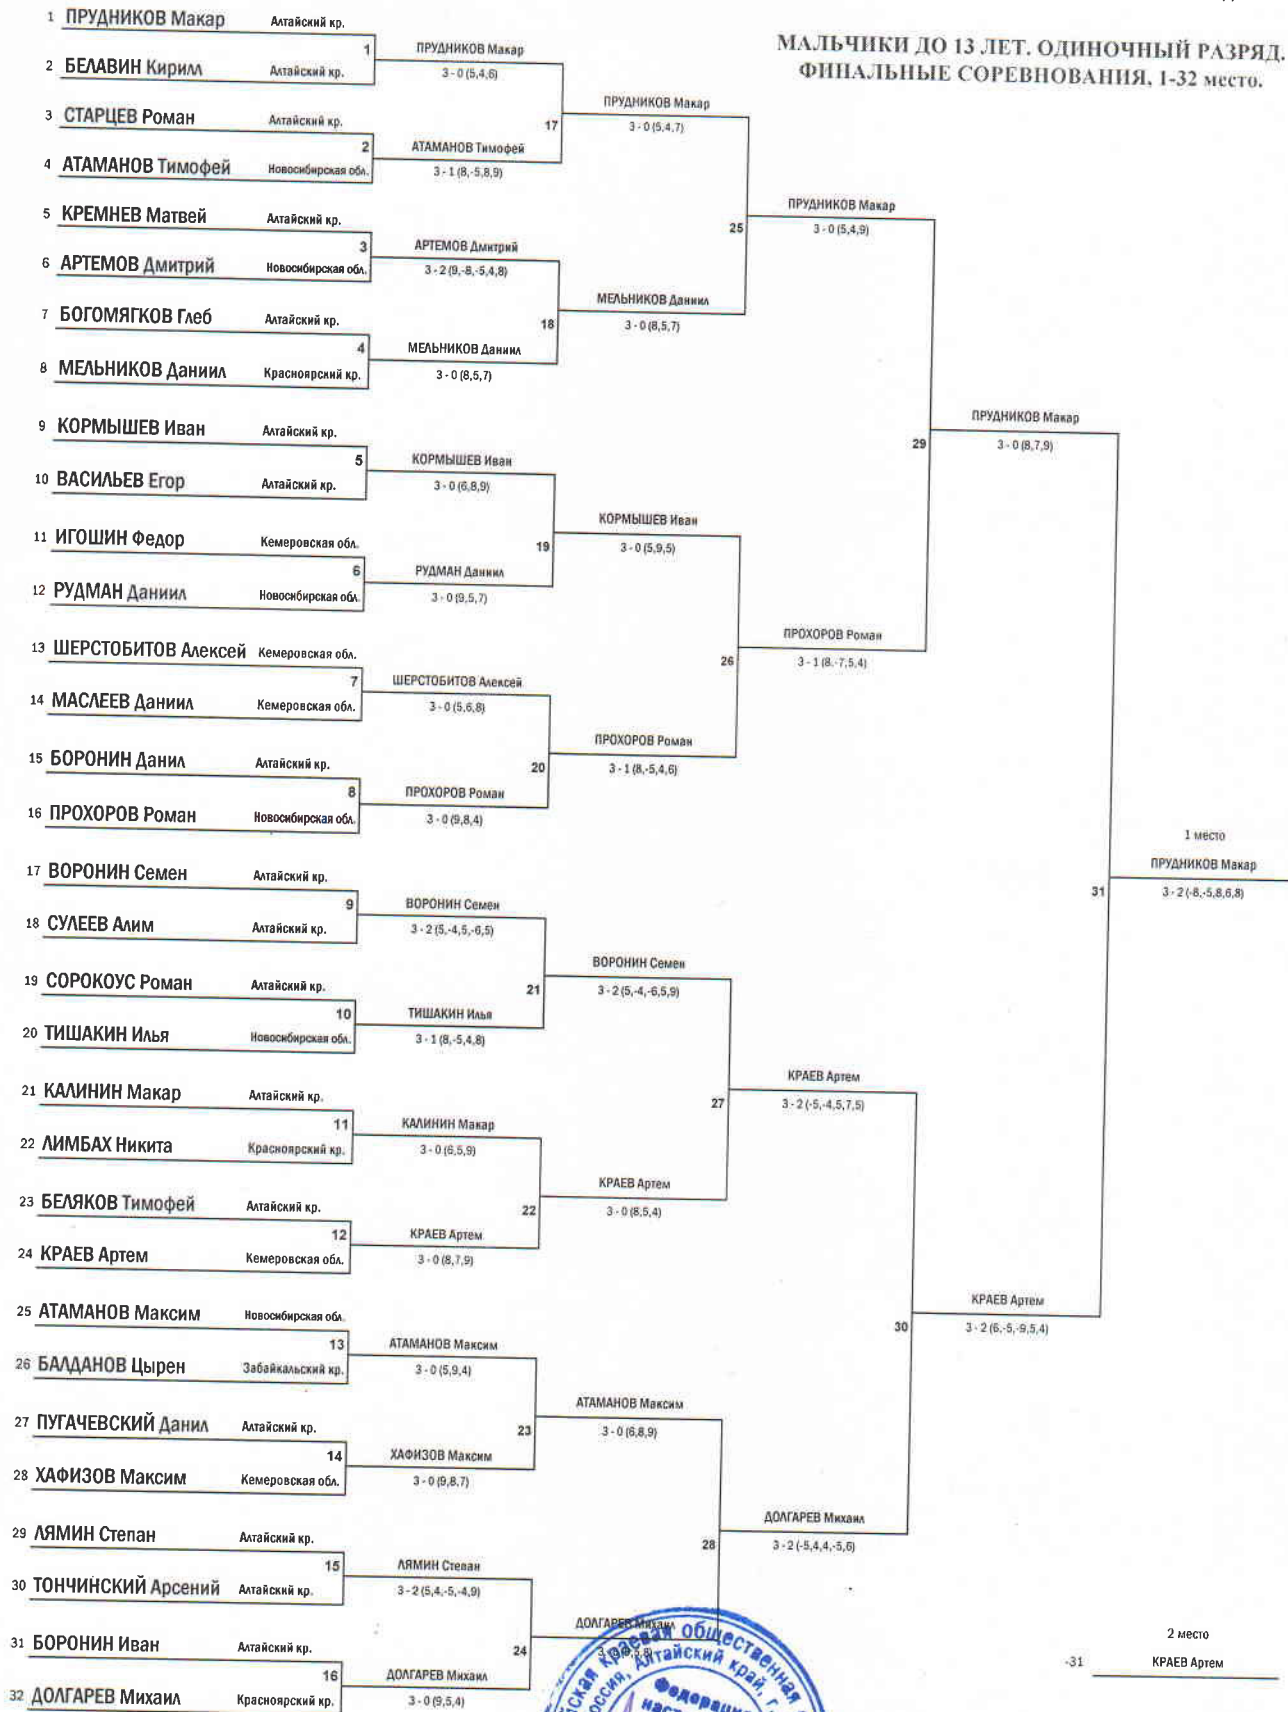 МАЛЬЧИКИ ДО 13 ЛЕТ. ОДИНОЧНЫЙ РАЗРЯД.
ФИНАЛЬНЫЕ СОРЕВНОВАНИЯ, 1-32 место.
1 ПРУДНИКОВ Макар Алтайский кр.
1
2 БЕЛАВИН Кирилл Алтайский кр.
3 СТАРЦЕВ Роман Алтайский кр.
2
4 АТАМАНОВ Тимофей Новосибирская обл.
5 КРЕМНЕВ Матвей Алтайский кр.
3
6 АРТЕМОВ Дмитрий Новосибирская обл.
7 БОГОМЯГКОВ Глеб Алтайский кр.
4
8 МЕЛЬНИКОВ Даниил Красноярский кр.
9 КОРМЫШЕВ Иван Алтайский кр.
5
10 ВАСИЛЬЕВ Егор Алтайский кр.
11 ИГОШИН Федор Кемеровская обл.
6
12 РУДМАН Даниил Новосибирская обл.
13 ШЕРСТОБИТОВ Алексей Кемеровская обл.
7
14 МАСЛЕЕВ Даниил Кемеровская обл.
15 БОРОНИН Данил Алтайский кр.
8
16 ПРОХОРОВ Роман Новосибирская обл.
17 ВОРОНИН Семен Алтайский кр.
9
18 СУЛЕЕВ Алим Алтайский кр.
19 СОРОКОУС Роман Алтайский кр.
10
20 ТИШАКИН Илья Новосибирская обл.
21 КАЛИНИН Макар Алтайский кр.
11
22 ЛИМБАХ Никита Красноярский кр.
23 БЕЛЯКОВ Тимофей Алтайский кр.
12
24 КРАЕВ Артем Кемеровская обл.
25 АТАМАНОВ Максим Новосибирская обл.
13
26 БАЛДАНОВ Цырен Забайкальский кр.
27 ПУГАЧЕВСКИЙ Данил Алтайский кр.
14
28 ХАФИЗОВ Максим Кемеровская обл.
29 ЛЯМИН Степан Алтайский кр.
15
30 ТОНЧИНСКИЙ Арсений Алтайский кр.
31 БОРОНИН Иван Алтайский кр.
16
32 ДОЛГАРЕВ Михаил Красноярский кр.
ПРУДНИКОВ Макар
3 - 0 (5,4,6)
17
АТАМАНОВ Тимофей
3 - 1 (8,-5,8,9)
АРТЕМОВ Дмитрий
3 - 2 (9,-8,-5,4,8)
18
МЕЛЬНИКОВ Даниил
3 - 0 (8,5,7)
КОРМЫШЕВ Иван
3 - 0 (6,8,9)
19
РУДМАН Даниил
3 - 0 (9,5,7)
ШЕРСТОБИТОВ Алексей
3 - 0 (5,6,8)
20
ПРОХОРОВ Роман
3 - 0 (9,8,4)
ВОРОНИН Семен
3 - 2 (5,-4,5,-6,5)
21
ТИШАКИН Илья
3 - 1 (8,-5,4,8)
КАЛИНИН Макар
3 - 0 (6,5,9)
22
КРАЕВ Артем
3 - 0 (8,7,9)
АТАМАНОВ Максим
3 - 0 (5,9,4)
23
ХАФИЗОВ Максим
3 - 0 (9,8,7)
ЛЯМИН Степан
3 - 2 (5,4,-5,-4,9)
24
ДОЛГАРЕВ Михаил
3 - 0 (9,5,4)
ПРУДНИКОВ Макар
3 - 0 (5,4,7)
25
МЕЛЬНИКОВ Даниил
3 - 0 (8,5,7)
КОРМЫШЕВ Иван
3 - 0 (5,9,5)
26
ПРОХОРОВ Роман
3 - 1 (8,-5,4,6)
ВОРОНИН Семен
3 - 2 (5,-4,-6,5,9)
27
КРАЕВ Артем
3 - 0 (8,5,4)
АТАМАНОВ Максим
3 - 0 (6,8,9)
28
ДОЛГАРЕВ Михаил
ПРУДНИКОВ Макар
3 - 0 (5,4,9)
29
ПРОХОРОВ Роман
3 - 1 (8,-7,5,4)
КРАЕВ Артем
3 - 2 (-5,-4,5,7,5)
30
ДОЛГАРЕВ Михаил
3 - 2 (-5,4,4,-5,6)
ПРУДНИКОВ Макар
3 - 0 (8,7,9)
31
КРАЕВ Артем
3 - 2 (6,-5,-9,5,4)
1 место
ПРУДНИКОВ Макар
3 - 2 (-8,-5,8,6,8)
2 место
-31 КРАЕВ Артем
краевая общественная
Россия, Алтайский край, г.